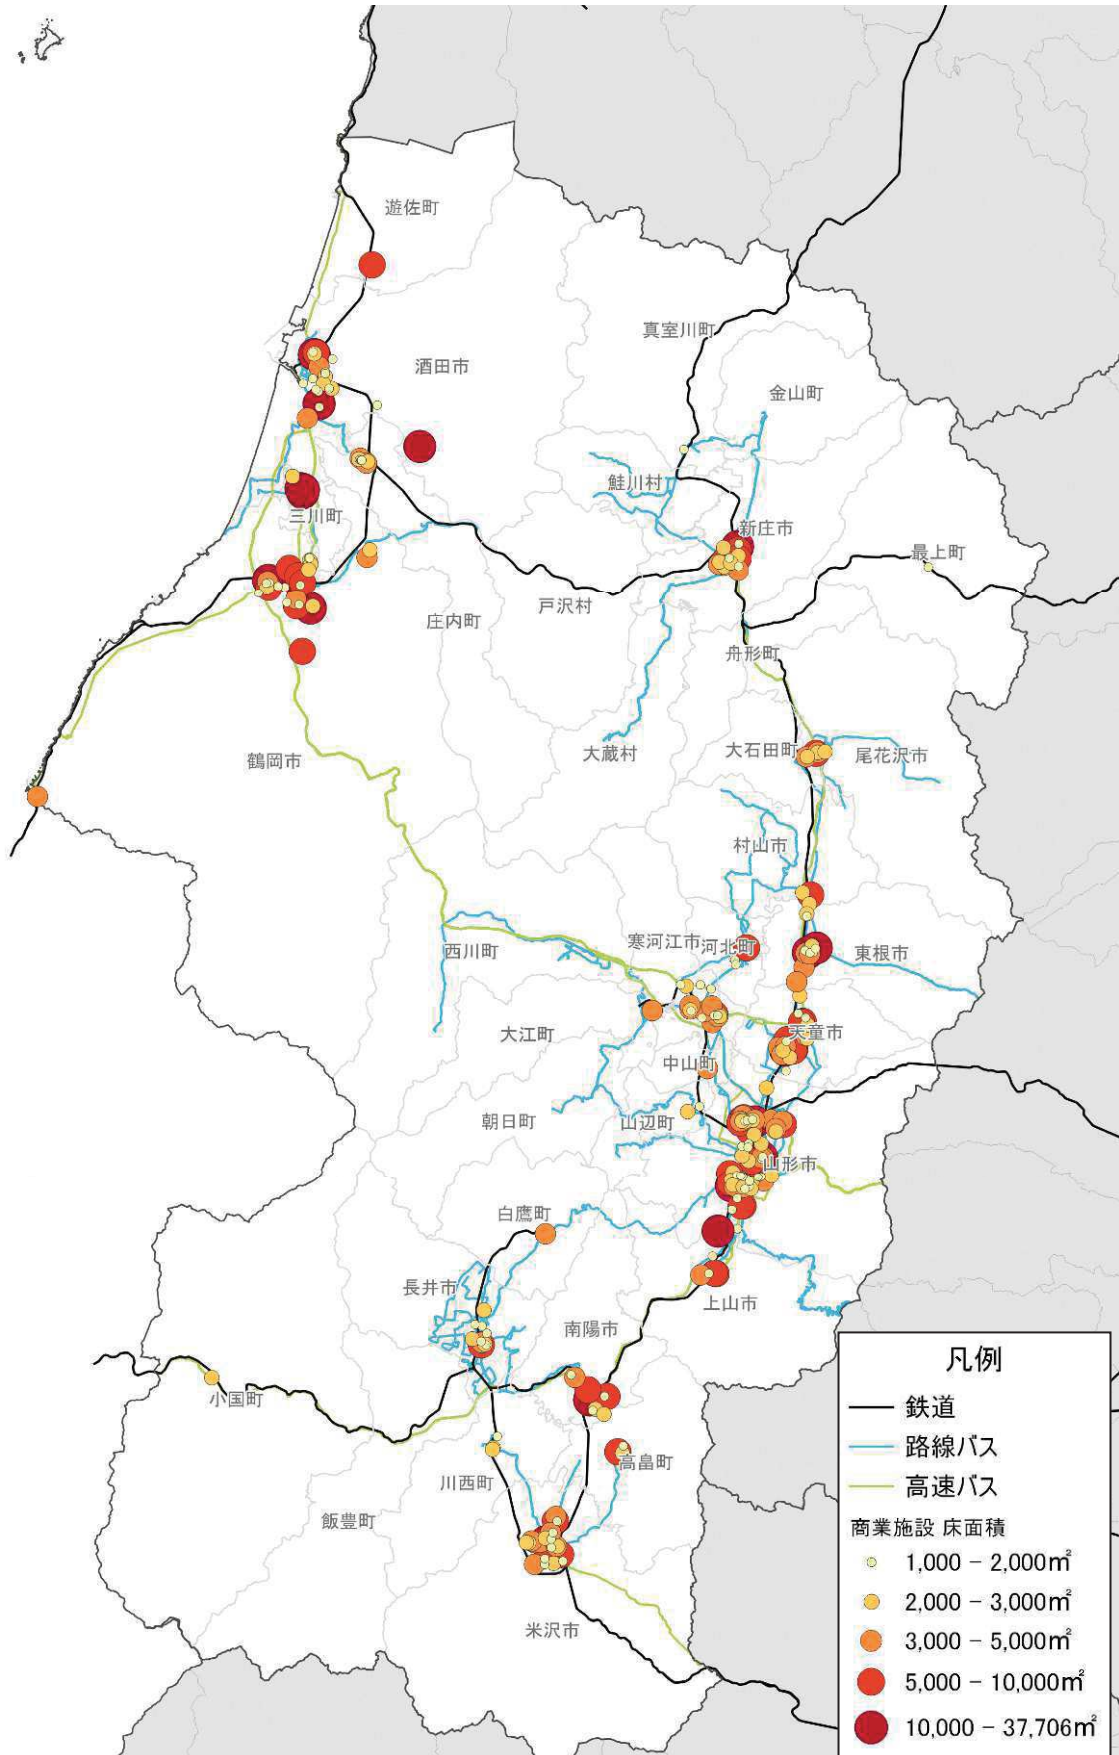 遊佐町
真室川町
酒田市
金山町
鮭川村
三川町
新庄市
最上町
戸沢村
庄内町
舟形町
大石田町
尾花沢市
大蔵村
鶴岡市
村山市
寒河江市
河北町
西川町
東根市
大江町
天童市
中山町
朝日町
山辺町
山形市
白鷹町
長井市
上山市
南陽市
小国町
高畠町
川西町
飯豊町
米沢市
凡例
鉄道
路線バス
高速バス
商業施設 床面積
1,000 − 2,000㎡
2,000 − 3,000㎡
3,000 − 5,000㎡
5,000 − 10,000㎡
10,000 − 37,706㎡